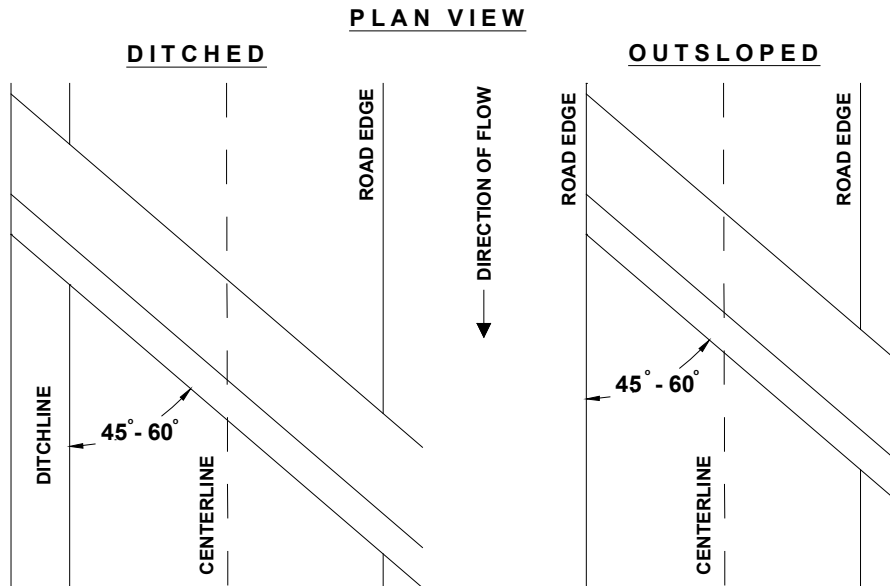 PLAN VIEW
DITCHED
OUTSLOPED
ROAD EDGE
DIRECTION OF FLOW
ROAD EDGE
ROAD EDGE
45° - 60°
45° - 60°
DITCHLINE
CENTERLINE
CENTERLINE